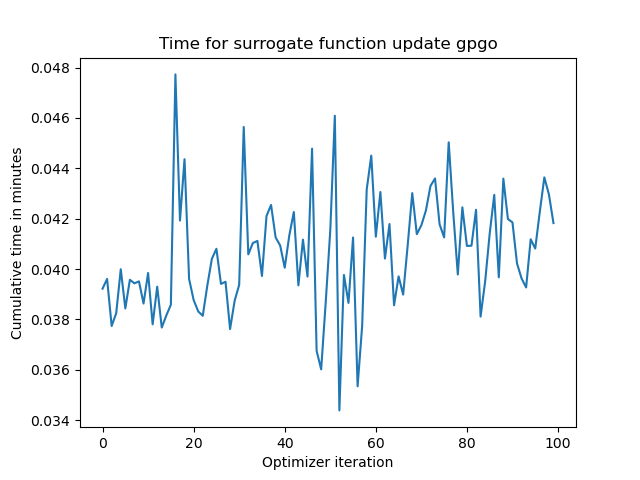 Time for surrogate function update gpgo
Cumulative time in minutes
0.048
0.046
0.044
0.042
0.040
0.038
0.036
0.034
0 20 40 60 80 100
Optimizer iteration